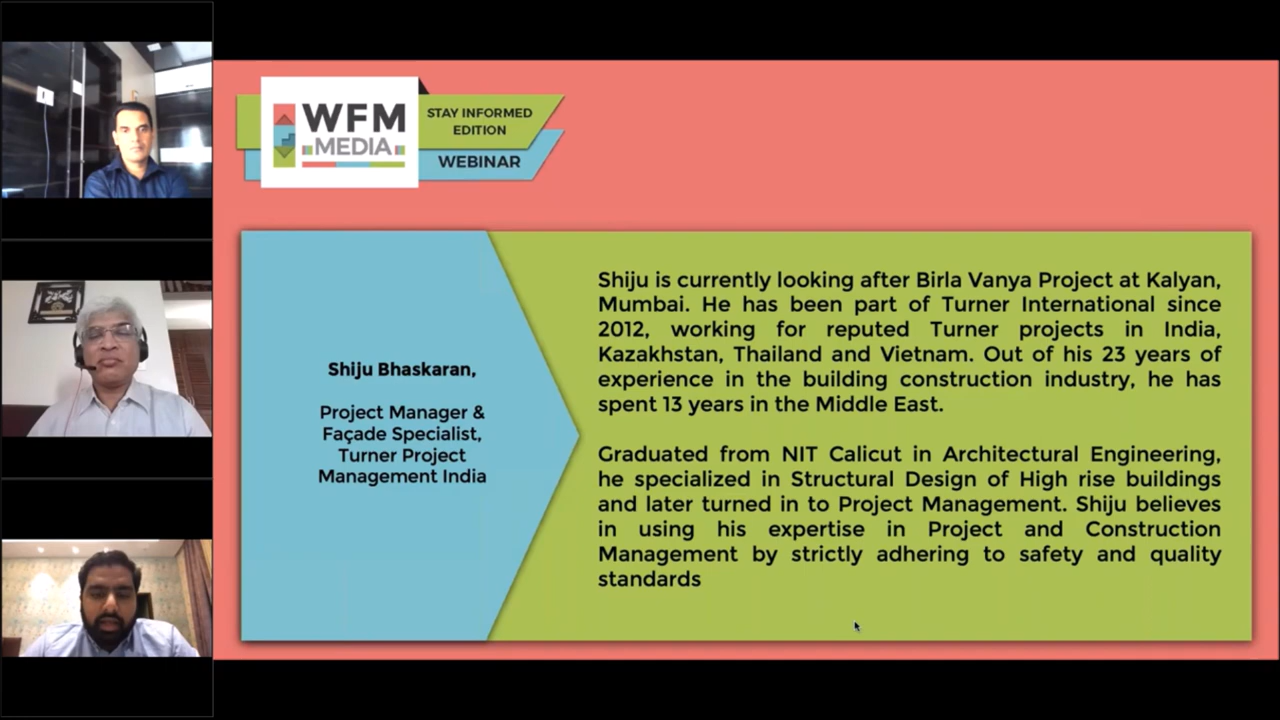 WFM
MEDIA
STAY INFORMED
EDITION
WEBINAR
Shiju Bhaskaran,
Project Manager &
Façade Specialist,
Turner Project
Management India
Shiju is currently looking after Birla Vanya Project at Kalyan,
Mumbai. He has been part of Turner International since
2012, working for reputed Turner projects in India,
Kazakhstan, Thailand and Vietnam. Out of his 23 years of
experience in the building construction industry, he has
spent 13 years in the Middle East.
Graduated from NIT Calicut in Architectural Engineering,
he specialized in Structural Design of High rise buildings
and later turned in to Project Management. Shiju believes
in using his expertise in Project and Construction
Management by strictly adhering to safety and quality
standards